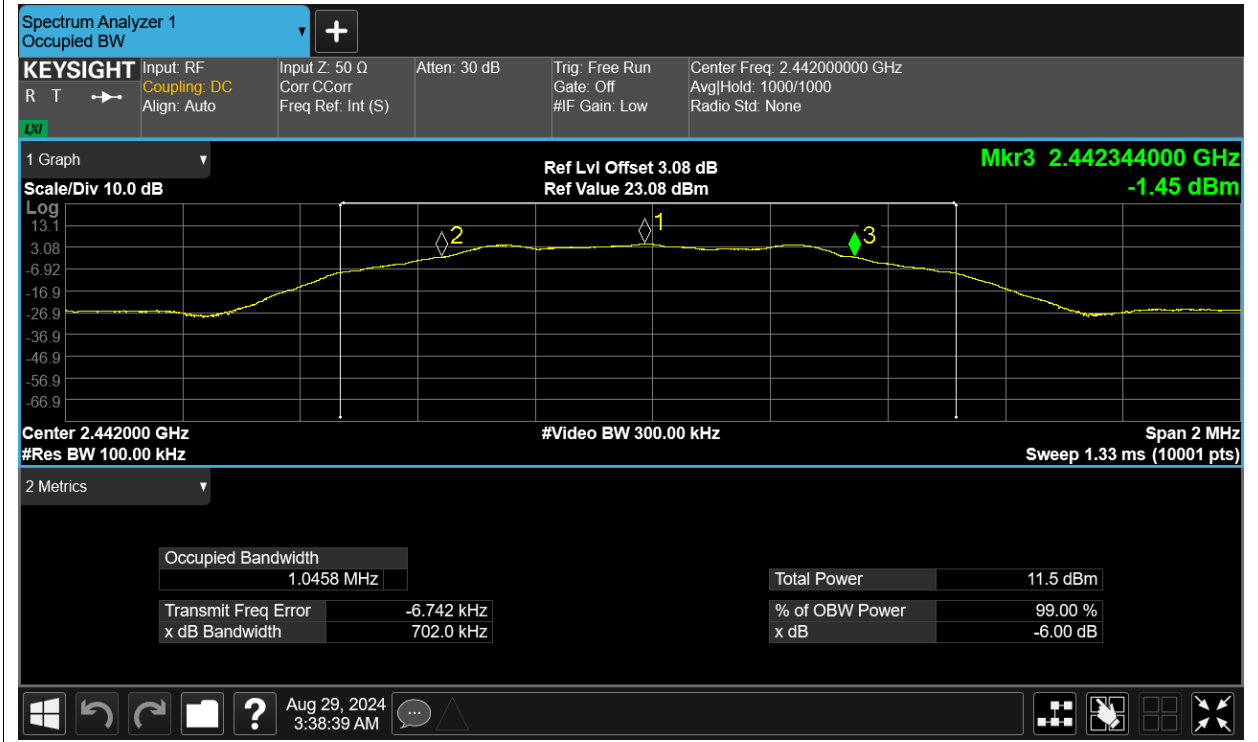 Spectrum Analyzer 1
Occupied BW
KEYSIGHT
R T
LXI
Input: RF
Coupling: DC
Align: Auto
Input Z: 50 Ω
Corr CCorr
Freq Ref: Int (S)
Atten: 30 dB
Trig: Free Run
Gate: Off
#IF Gain: Low
Center Freq: 2.442000000 GHz
Avg|Hold: 1000/1000
Radio Std: None
1 Graph
Scale/Div 10.0 dB
Ref Lvl Offset 3.08 dB
Ref Value 23.08 dBm
Mkr3 2.442344000 GHz
-1.45 dBm
Log
13.1
3.08
-6.92
-16.9
-26.9
-36.9
-46.9
-56.9
-66.9
2
1
3
Center 2.442000 GHz
#Res BW 100.00 kHz
#Video BW 300.00 kHz
Span 2 MHz
Sweep 1.33 ms (10001 pts)
2 Metrics
Occupied Bandwidth
1.0458 MHz
Transmit Freq Error -6.742 kHz
x dB Bandwidth 702.0 kHz
Total Power 11.5 dBm
% of OBW Power 99.00 %
x dB -6.00 dB
?
Aug 29, 2024
3:38:39 AM